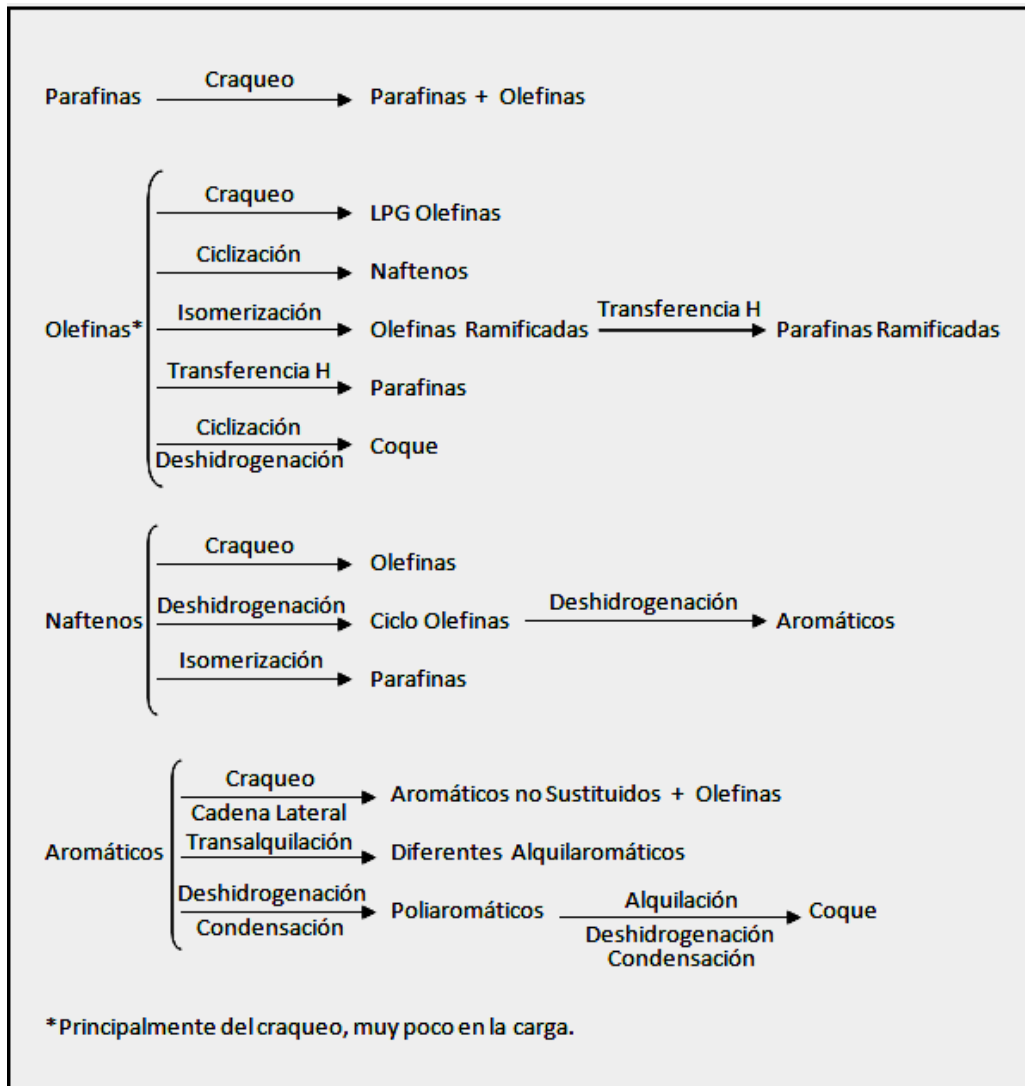 Craqueo
Parafinas Parafinas + Olefinas
Craqueo
LPG Olefinas
Ciclización
Naftenos
Isomerización Transferencia H
Olefinas* Olefinas Ramificadas Parafinas Ramificadas
Transferencia H
Parafinas
Ciclización
Coque
Deshidrogenación
Craqueo
Olefinas
Deshidrogenación Deshidrogenación
Naftenos Ciclo Olefinas Aromáticos
Isomerización
Parafinas
Craqueo
Aromáticos no Sustituidos + Olefinas
Cadena Lateral
Transalquilación
Aromáticos Diferentes Alquilaromáticos
Deshidrogenación Alquilación
Poliaromáticos Coque
Condensación Deshidrogenación
Condensación
*Principalmente del craqueo, muy poco en la carga.